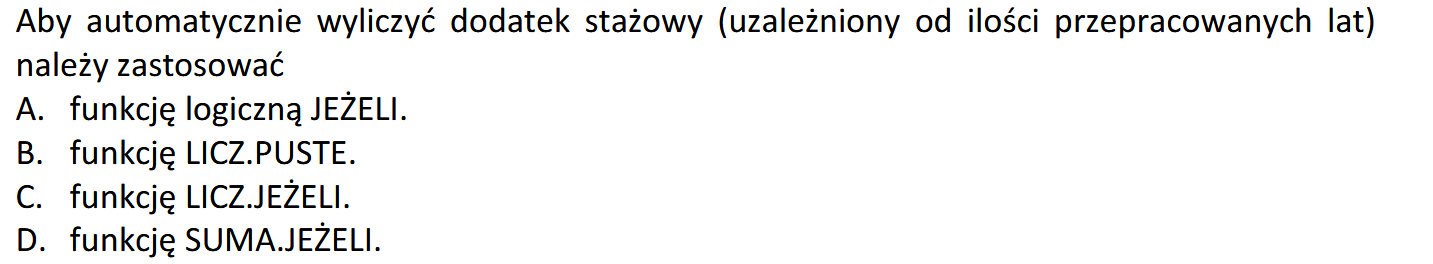 Aby automatycznie wyliczyć dodatek stażowy (uzależniony od ilości przepracowanych lat)
należy zastosować
A. funkcję logiczną JEŻELI.
B. funkcję LICZ.PUSTE.
C. funkcję LICZ.JEŻELI.
D. funkcję SUMA.JEŻELI.